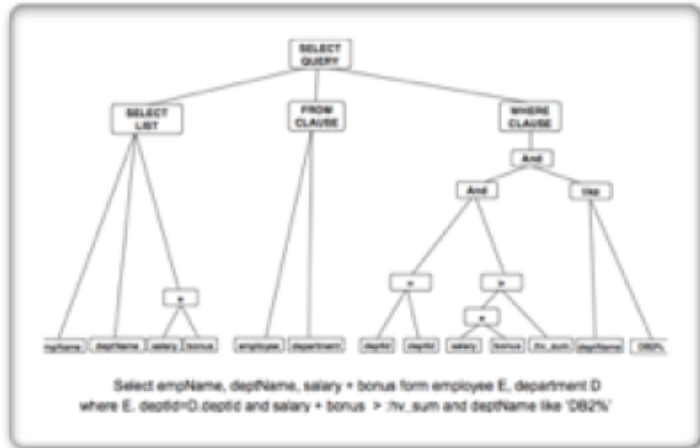 SELECT
QUERY
SELECT
LIST
FROM
CLAUSE
WHERE
CLAUSE
And
And
like
=
>
+
+
mpName
deptName
salary
bonus
employee
department
deptId
deptId
salary
bonus
:hv_sum
deptName
DB2%
Select empName, deptName, salary + bonus form employee E, department D
where E. deptId=D.deptId and salary + bonus > :hv_sum and deptName like 'DB2%'